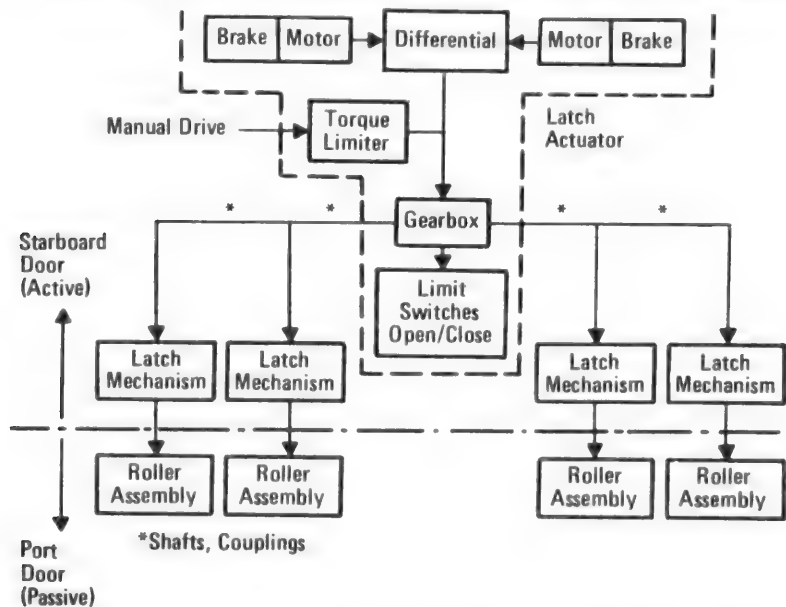 Brake Motor Differential Motor Brake
Manual Drive
Torque
Limiter
Latch
Actuator
* * Gearbox * *
Starboard
Door
(Active)
Limit
Switches
Open/Close
Latch
Mechanism
Latch
Mechanism
Latch
Mechanism
Latch
Mechanism
Roller
Assembly
Roller
Assembly
Roller
Assembly
Roller
Assembly
*Shafts, Couplings
Port
Door
(Passive)